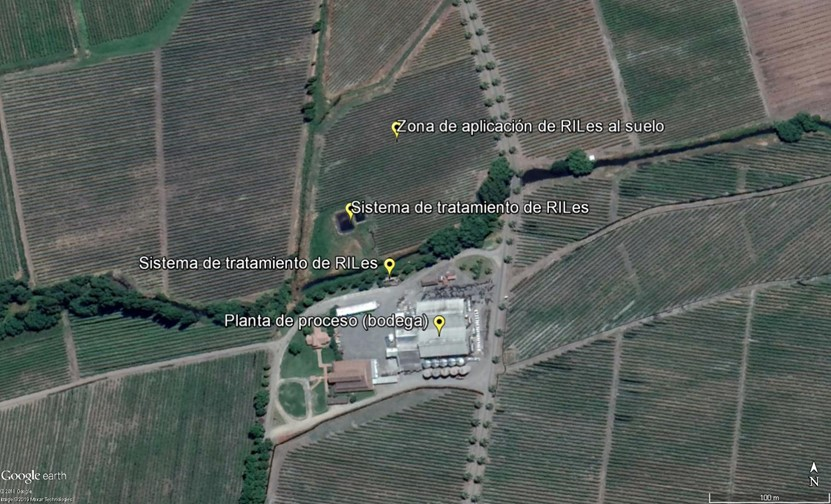 Zona de aplicación de RILes al suelo
Sistema de tratamiento de RILes
Sistema de tratamiento de RILes
Planta de proceso (bodega)
Google earth
N
100 m